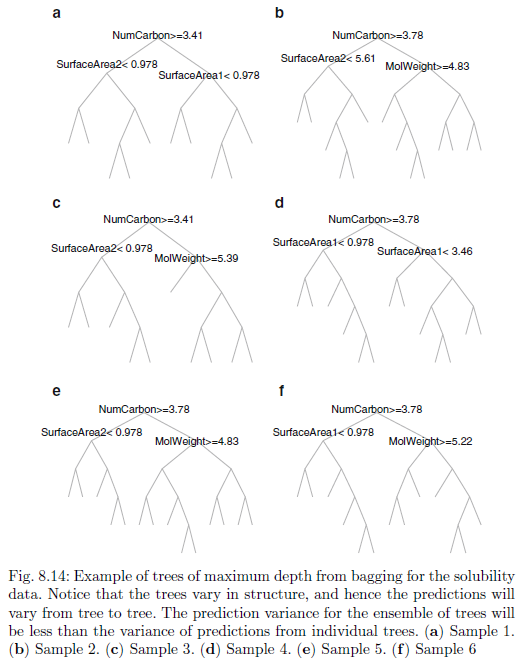 a
NumCarbon>=3.41
SurfaceArea2< 0.978
SurfaceArea1< 0.978
b
NumCarbon>=3.78
SurfaceArea2< 5.61
MolWeight>=4.83
c
NumCarbon>=3.41
SurfaceArea2< 0.978
MolWeight>=5.39
d
NumCarbon>=3.78
SurfaceArea1< 0.978
SurfaceArea1< 3.46
e
NumCarbon>=3.78
SurfaceArea2< 0.978
MolWeight>=4.83
f
NumCarbon>=3.78
SurfaceArea1< 0.978
MolWeight>=5.22
Fig. 8.14: Example of trees of maximum depth from bagging for the solubility
data. Notice that the trees vary in structure, and hence the predictions will
vary from tree to tree. The prediction variance for the ensemble of trees will
be less than the variance of predictions from individual trees. (a) Sample 1.
(b) Sample 2. (c) Sample 3. (d) Sample 4. (e) Sample 5. (f) Sample 6